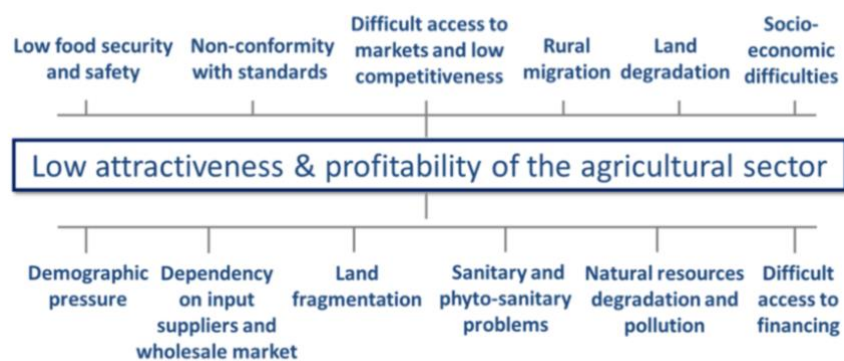 Low food security
and safety
Non-conformity
with standards
Difficult access to
markets and low
competitiveness
Rural
migration
Land
degradation
Socio-
economic
difficulties
Low attractiveness & profitability of the agricultural sector
Demographic
pressure
Dependency
on input
suppliers and
wholesale market
Land
fragmentation
Sanitary and
phyto-sanitary
problems
Natural resources
degradation and
pollution
Difficult
access to
financing